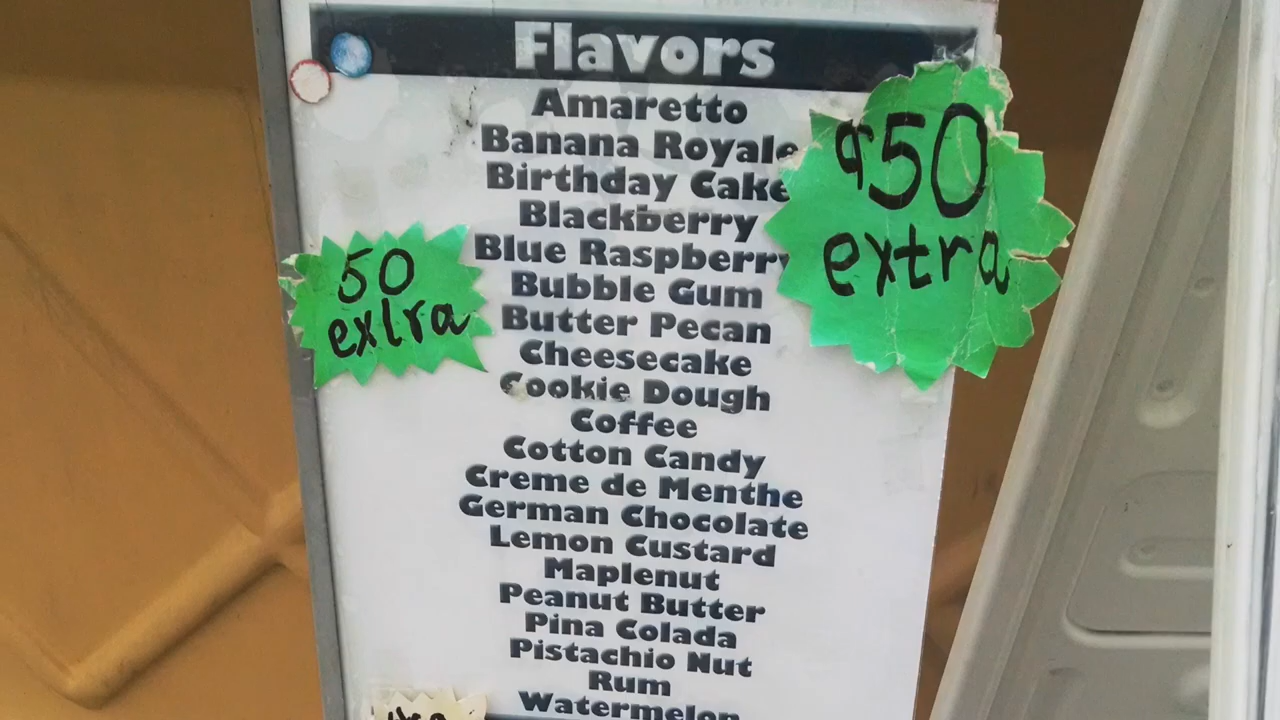 Flavors
Amaretto
Banana Royale
Birthday Cake
Blackberry
Blue Raspberry
Bubble Gum
Butter Pecan
Cheesecake
Cookie Dough
Coffee
Cotton Candy
Creme de Menthe
German Chocolate
Lemon Custard
Maplenut
Peanut Butter
Pina Colada
Pistachio Nut
Rum
Watermelon
50
extra
50
extra